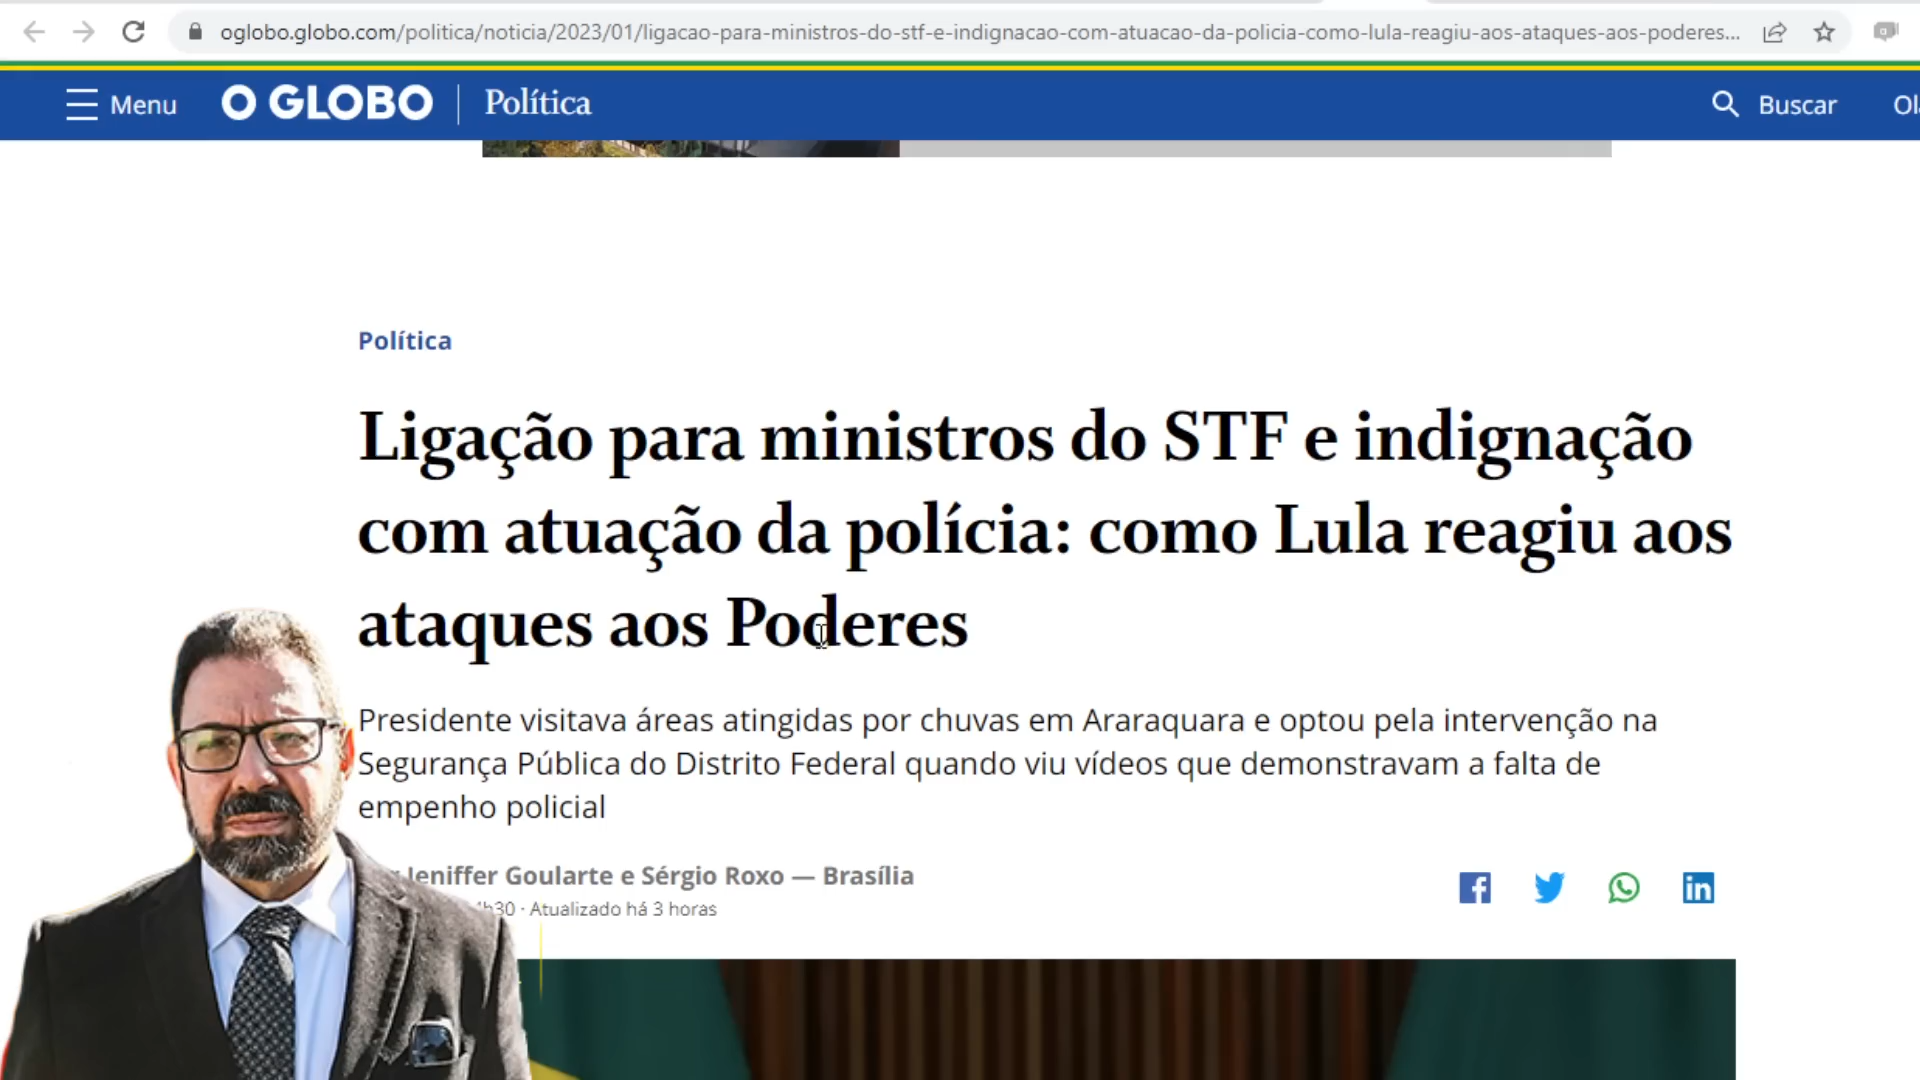 oglobo.globo.com/politica/noticia/2023/01/ligacao-para-ministros-do-stf-e-indignacao-com-atuacao-da-policia-como-lula-reagiu-aos-ataques-aos-poderes...
Menu O GLOBO Política Buscar
Política
Ligação para ministros do STF e indignação
com atuação da polícia: como Lula reagiu aos
ataques aos Poderes
Presidente visitava áreas atingidas por chuvas em Araraquara e optou pela intervenção na
Segurança Pública do Distrito Federal quando viu vídeos que demonstravam a falta de
empenho policial
Jeniffer Goularte e Sérgio Roxo — Brasília
h30 · Atualizado há 3 horas